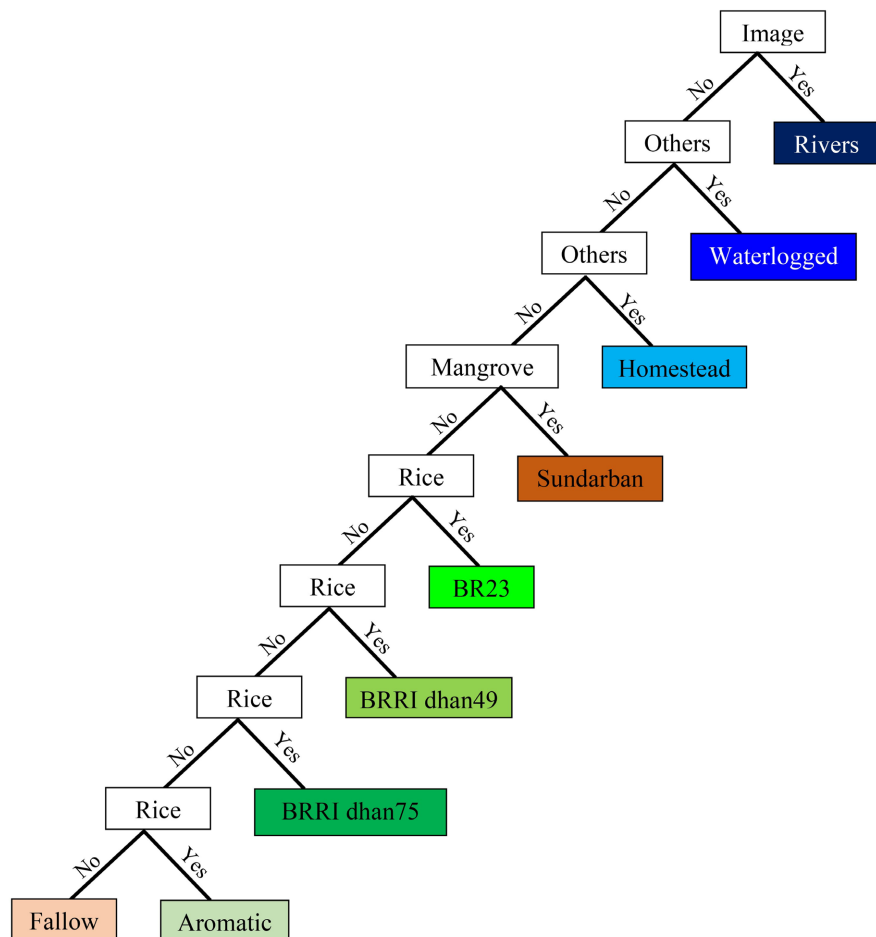 Image
No
Yes
Others
Rivers
No
Yes
Others
Waterlogged
No
Yes
Mangrove
Homestead
No
Yes
Rice
Sundarban
No
Yes
Rice
BR23
No
Yes
Rice
BRRI dhan49
No
Yes
Rice
BRRI dhan75
No
Yes
Fallow
Aromatic